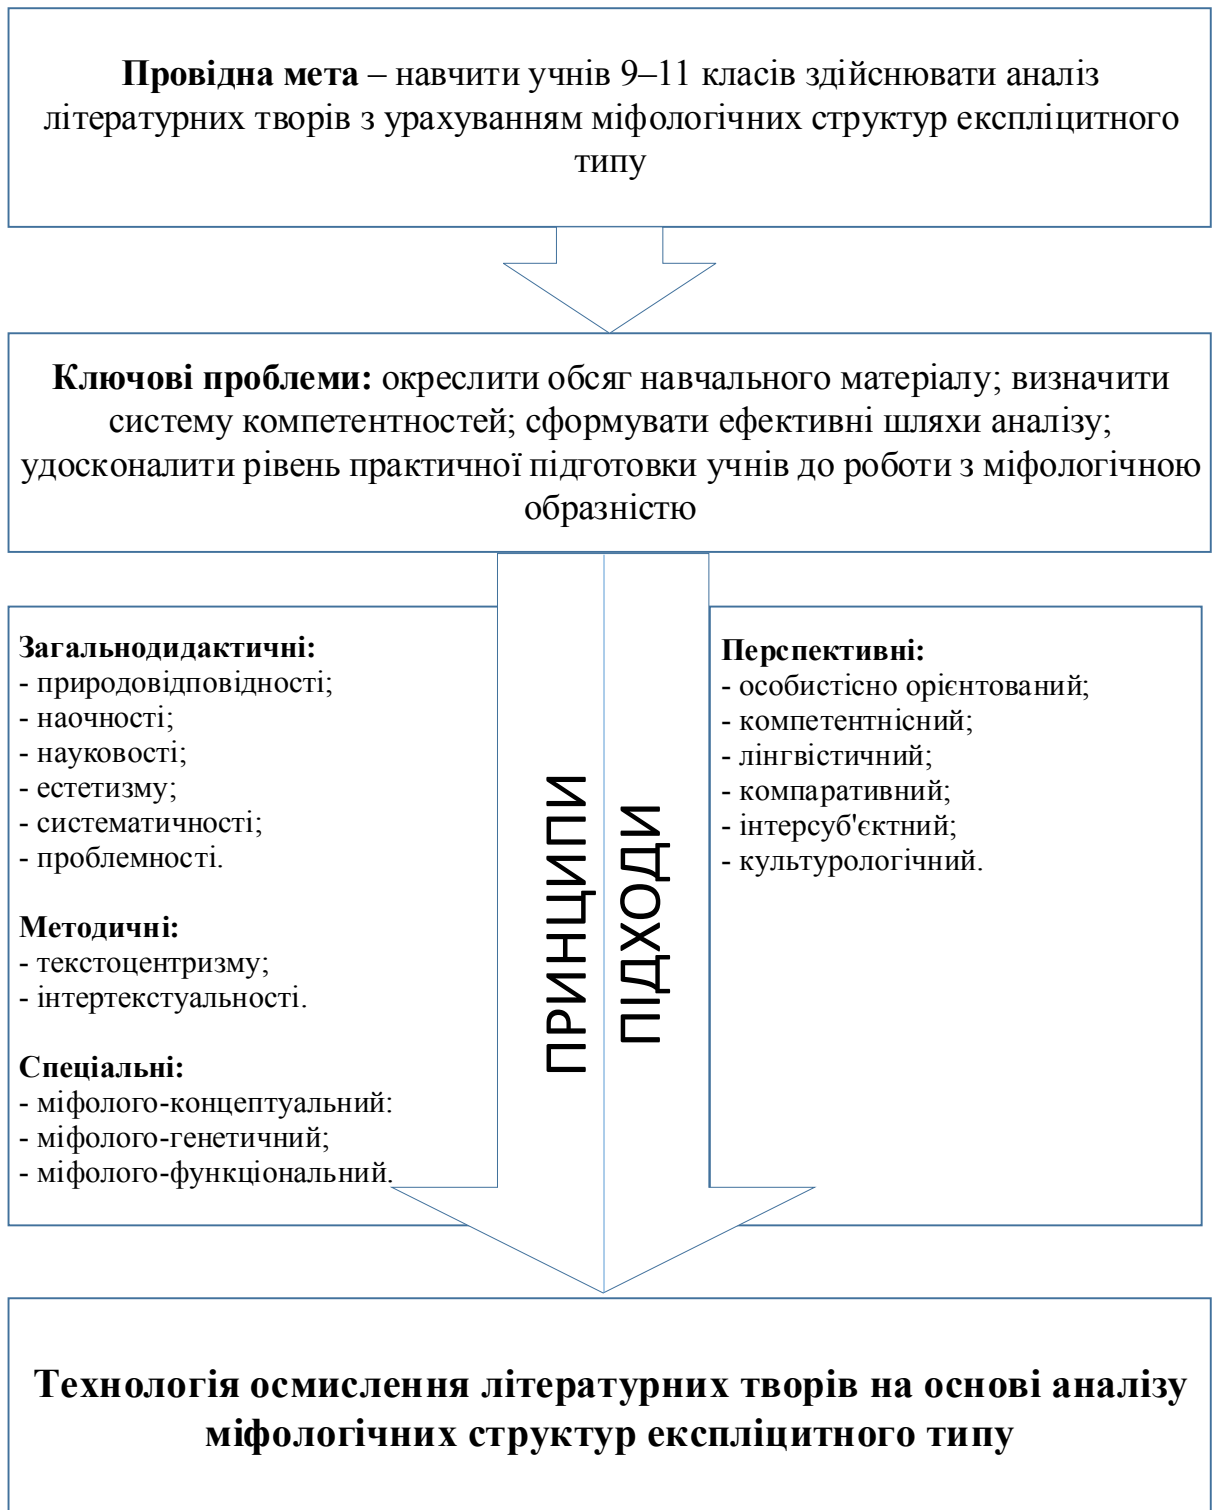 Провідна мета – навчити учнів 9–11 класів здійснювати аналіз
літературних творів з урахуванням міфологічних структур експліцитного
типу
Ключові проблеми: окреслити обсяг навчального матеріалу; визначити
систему компетентностей; сформувати ефективні шляхи аналізу;
удосконалити рівень практичної підготовки учнів до роботи з міфологічною
образністю
Загальнодидактичні:
- природовідповідності;
- наочності;
- науковості;
- естетизму;
- систематичності;
- проблемності.
Методичні:
- текстоцентризму;
- інтертекстуальності.
Спеціальні:
- міфолого-концептуальний:
- міфолого-генетичний;
- міфолого-функціональний.
ПРИНЦИПИ
ПІДХОДИ
Перспективні:
- особистісно орієнтований;
- компетентнісний;
- лінгвістичний;
- компаративний;
- інтерсуб'єктний;
- культурологічний.
Технологія осмислення літературних творів на основі аналізу
міфологічних структур експліцитного типу